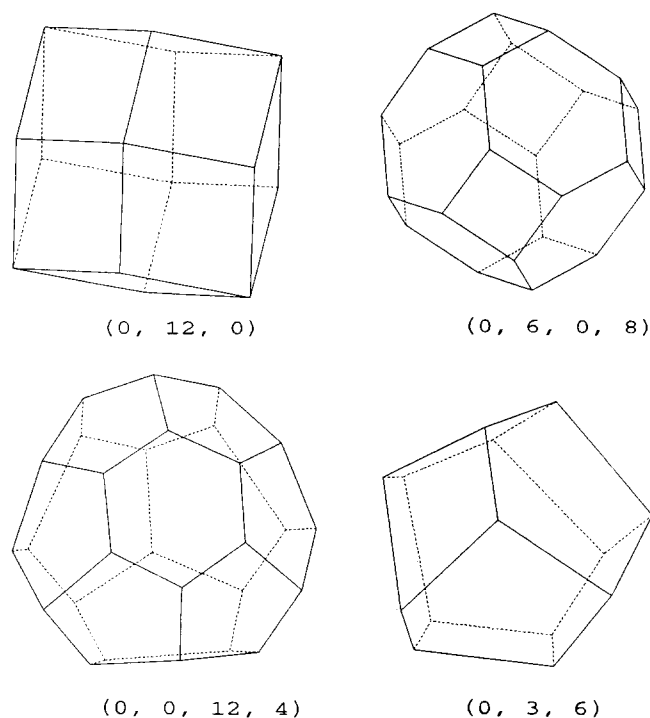 (0, 12, 0)
(0, 6, 0, 8)
(0, 0, 12, 4)
(0, 3, 6)